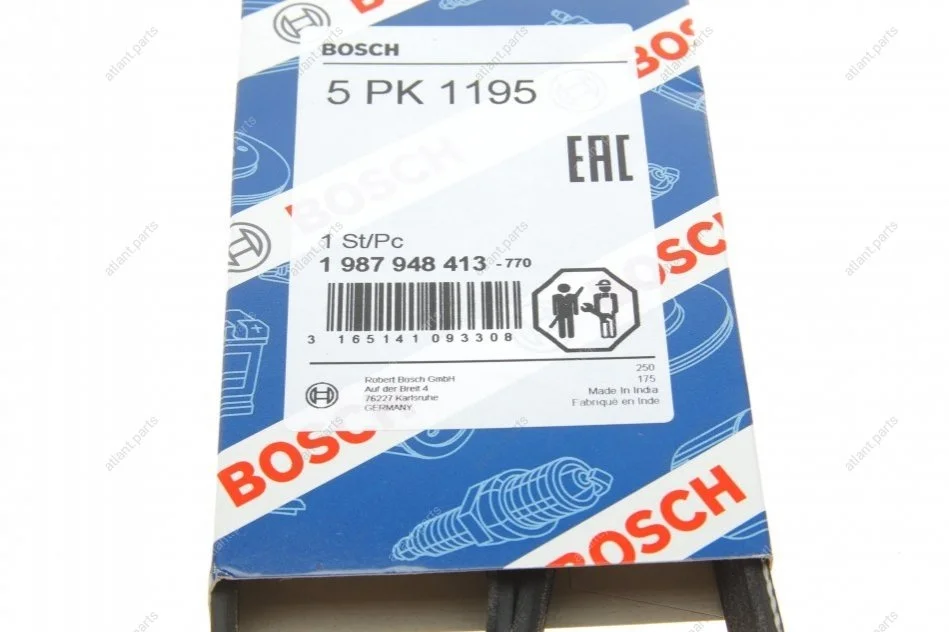 BOSCH
BOSCH
5 PK 1195
EAC
BOSCH
1 St/Pc
1 987 948 413 -770
BOSCH
3 165141 093308
250
175
Made In India
Fabriqué en Inde
Robert Bosch GmbH
Auf der Breit 4
76227 Karlsruhe
GERMANY
BOSCH
BOSCH
atlant.parts